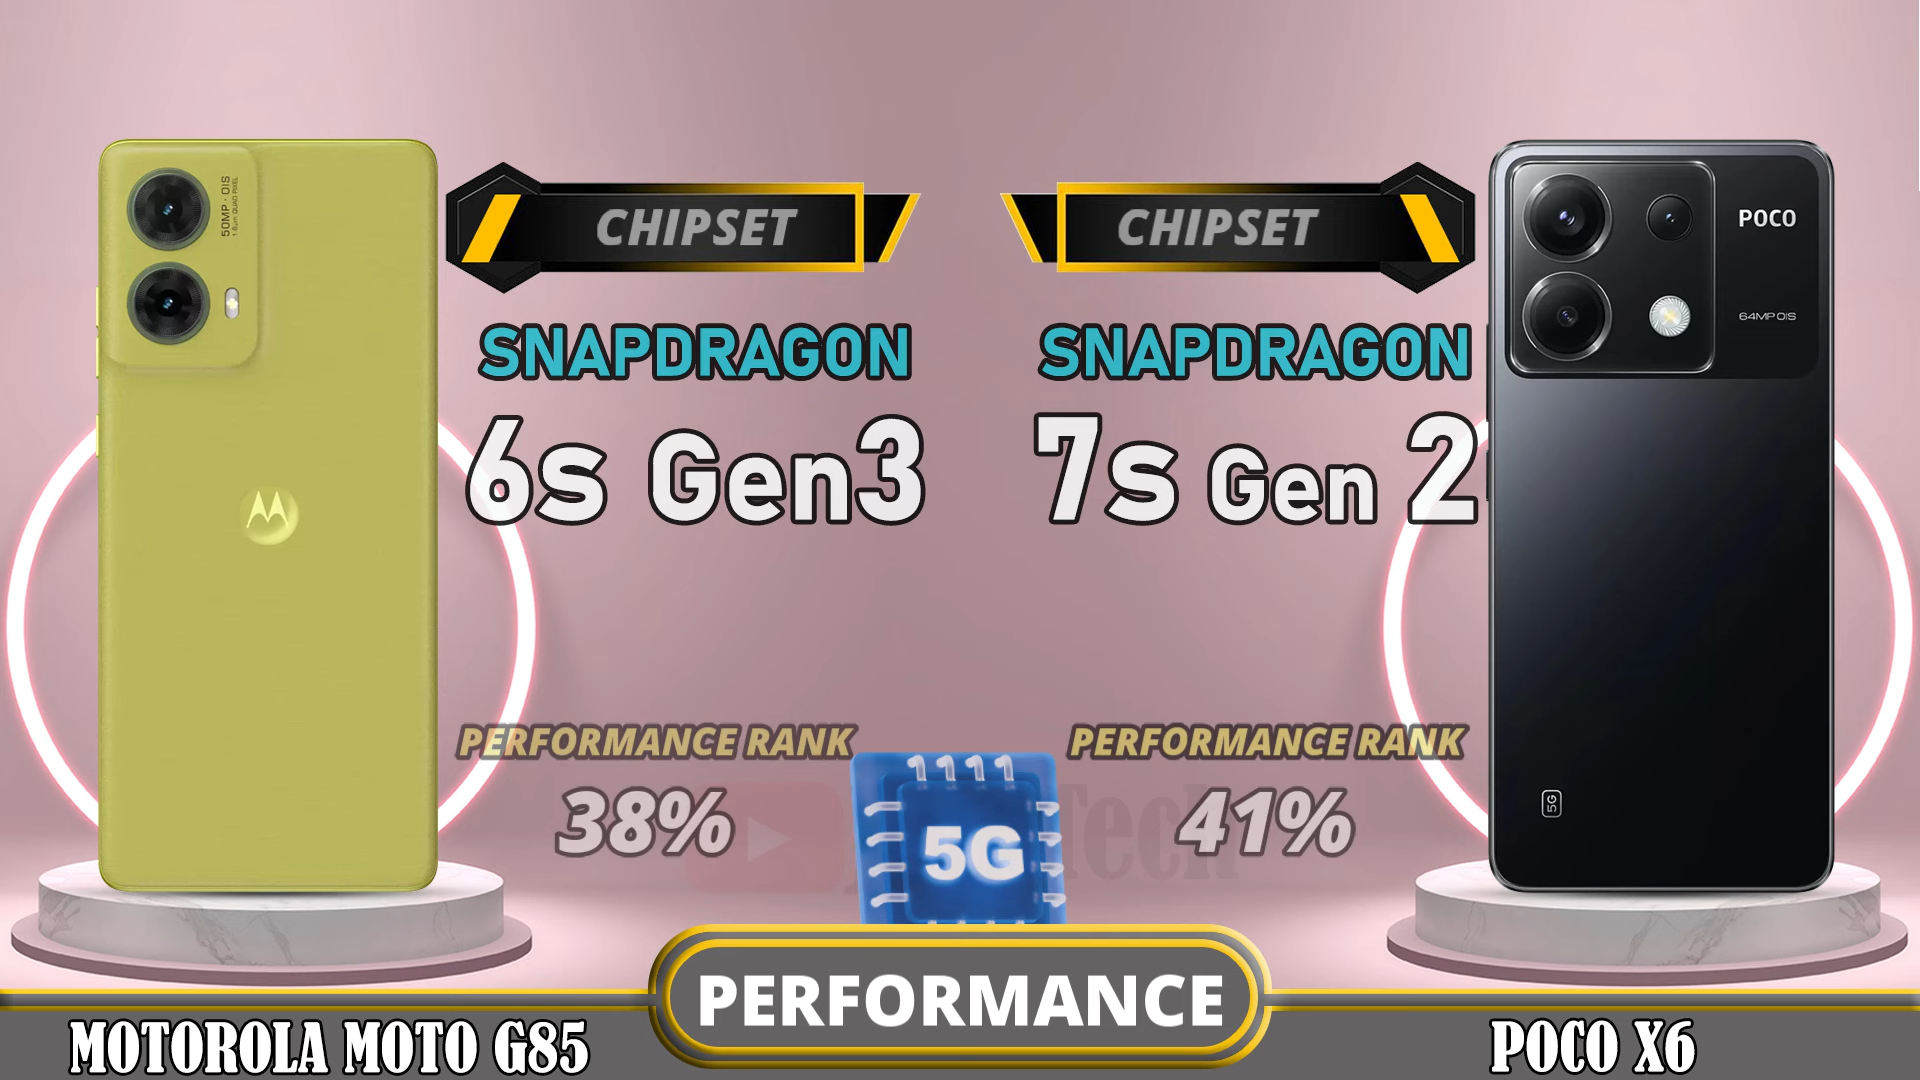 50MP · OIS
CHIPSET
SNAPDRAGON
6s Gen3
PERFORMANCE RANK
38%
CHIPSET
SNAPDRAGON
7s Gen 2
PERFORMANCE RANK
41%
POCO
64MP OIS
5G
5G
Tech
PERFORMANCE
MOTOROLA MOTO G85
POCO X6